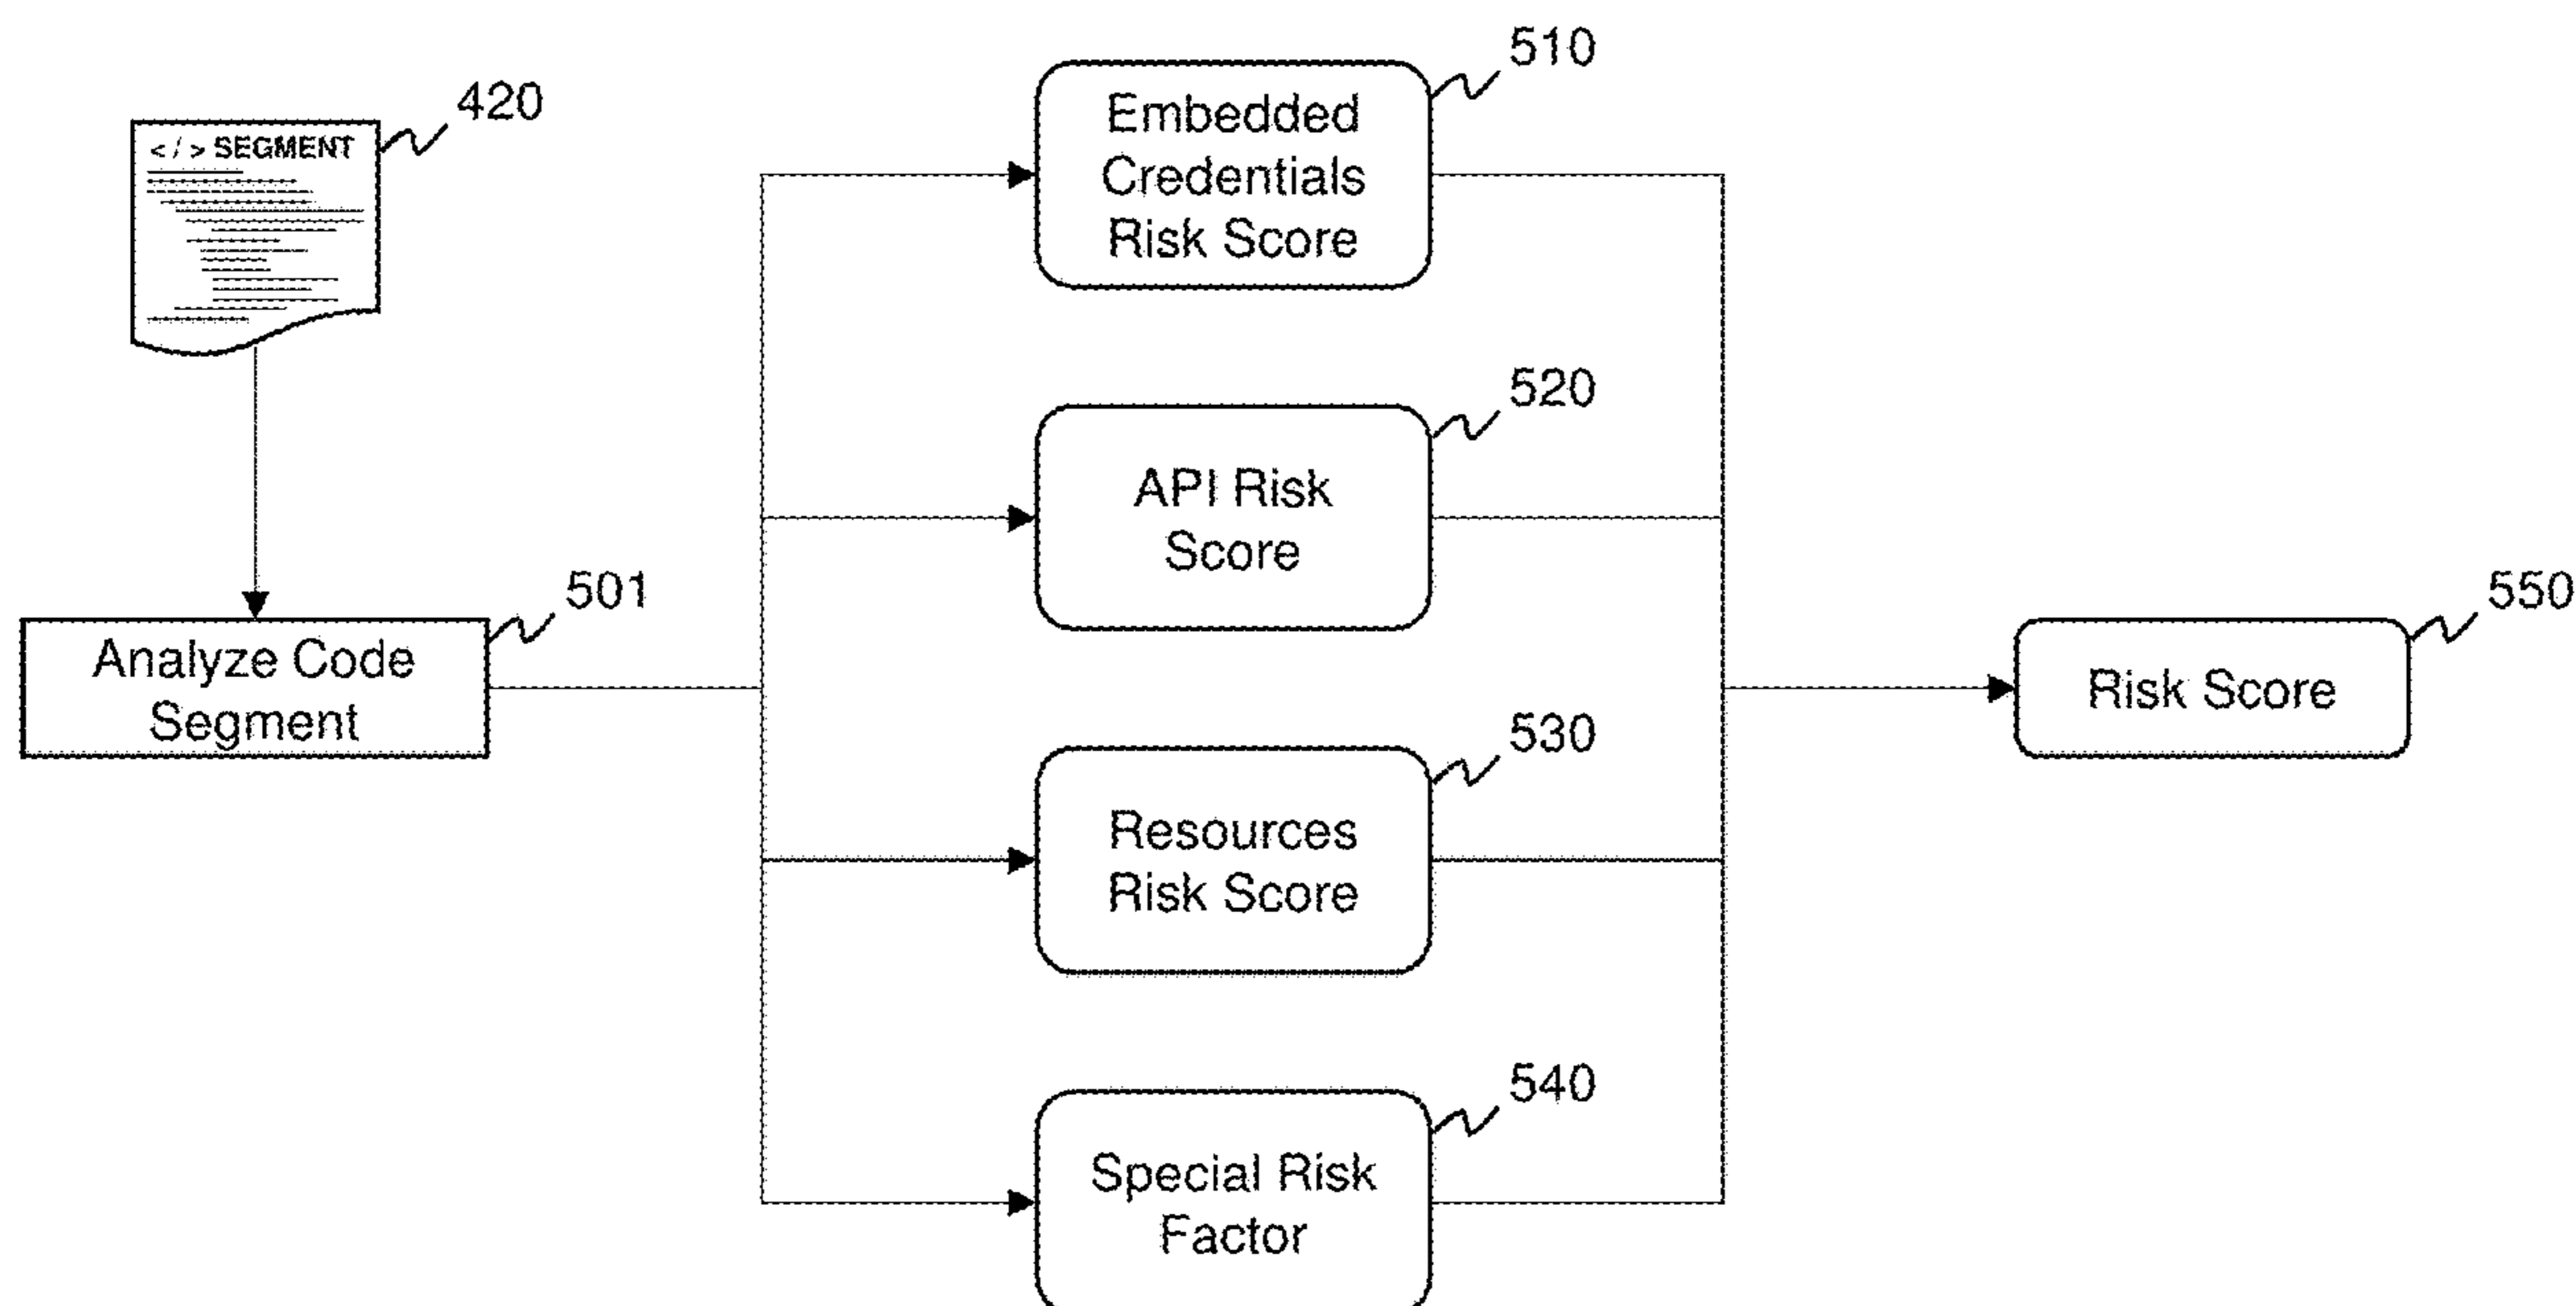 420
</> SEGMENT
501
Analyze Code
Segment
510
Embedded
Credentials
Risk Score
520
API Risk
Score
530
Resources
Risk Score
540
Special Risk
Factor
550
Risk Score